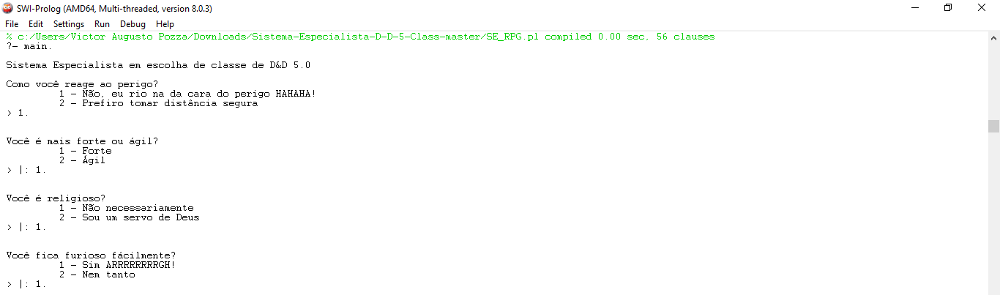 SWI-Prolog (AMD64, Multi-threaded, version 8.0.3)
File Edit Settings Run Debug Help
% c:/Users/Victor Augusto Pozza/Downloads/Sistema-Especialista-D-D-5-Class-master/SE_RPG.pl compiled 0.00 sec, 56 clauses
?- main.
Sistema Especialista em escolha de classe de D&D 5.0
Como você reage ao perigo?
1 - Não, eu rio na da cara do perigo HAHAHA!
2 - Prefiro tomar distância segura
> 1.
Você é mais forte ou ágil?
1 - Forte
2 - Ágil
> |: 1.
Você é religioso?
1 - Não necessariamente
2 - Sou um servo de Deus
> |: 1.
Você fica furioso fácilmente?
1 - Sim ARRRRRRRRGH!
2 - Nem tanto
> |: 1.